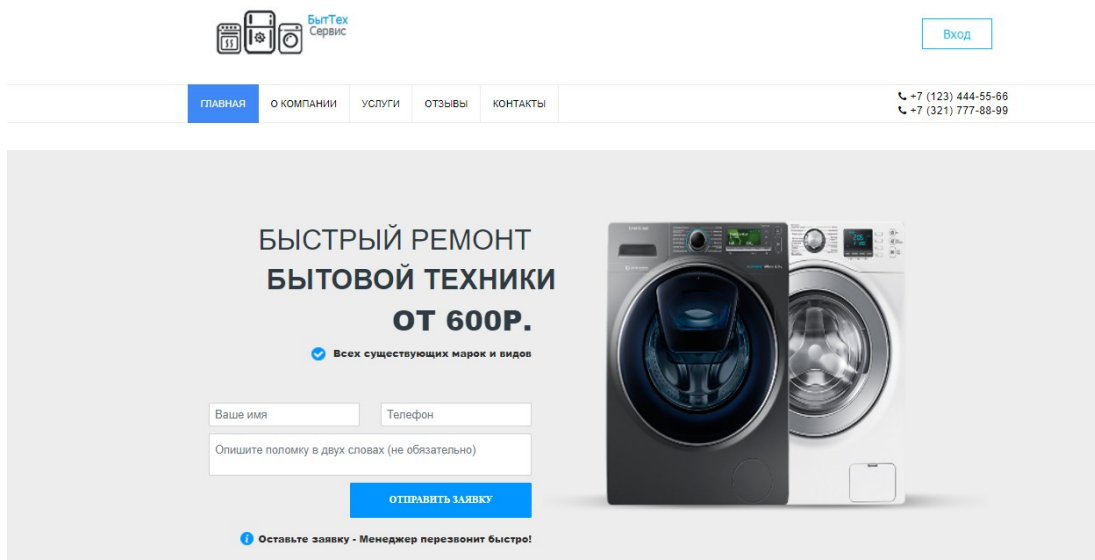 БытТех
Сервис
Вход
ГЛАВНАЯ
О КОМПАНИИ
УСЛУГИ
ОТЗЫВЫ
КОНТАКТЫ
+7 (123) 444-55-66
+7 (321) 777-88-99
БЫСТРЫЙ РЕМОНТ
БЫТОВОЙ ТЕХНИКИ
ОТ 600Р.
Всех существующих марок и видов
Ваше имя
Телефон
Опишите поломку в двух словах (не обязательно)
ОТПРАВИТЬ ЗАЯВКУ
Оставьте заявку - Менеджер перезвонит быстро!